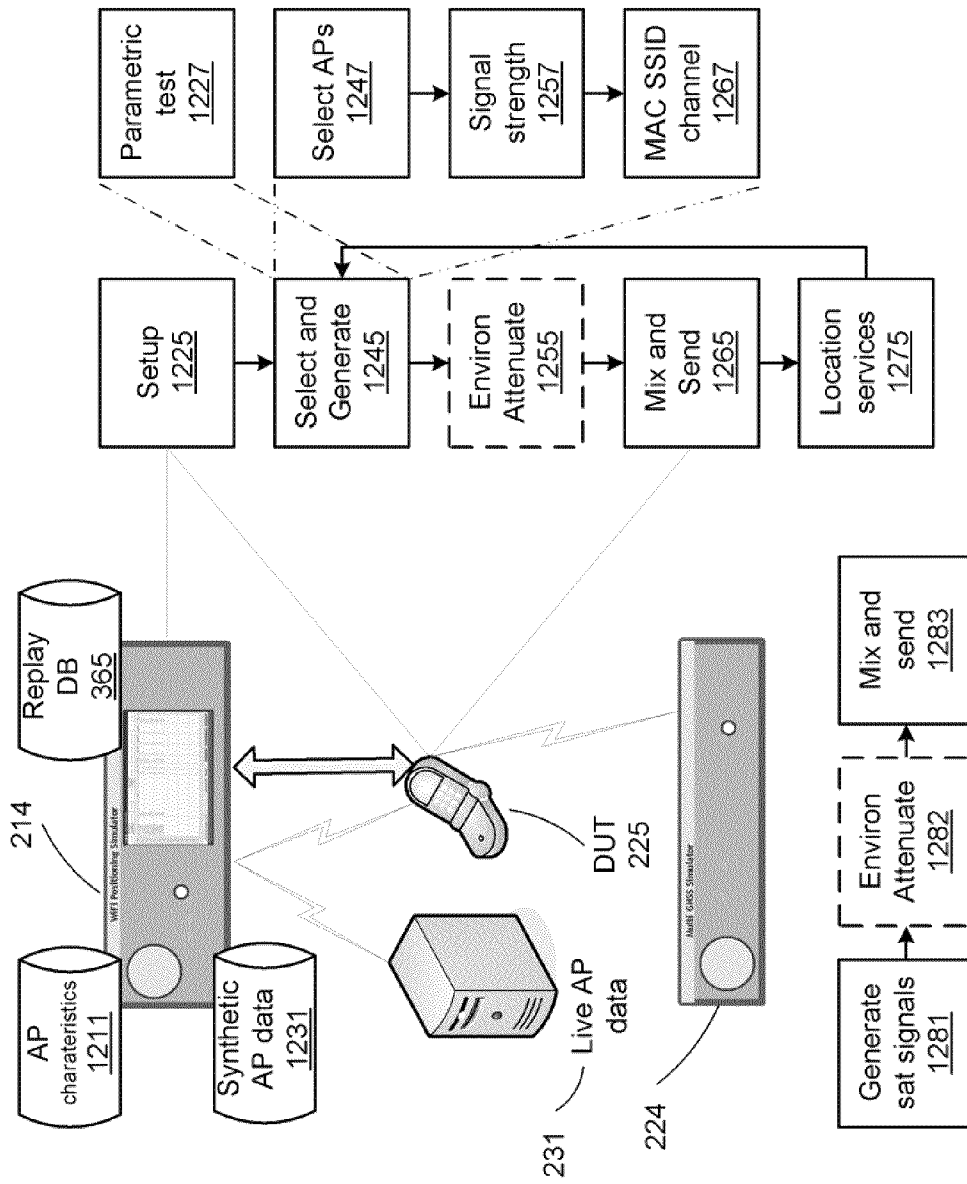 214
AP
charateristics
1211
WiFi Positioning Simulator
Replay
DB
365
Synthetic
AP data
1231
231
Live AP
data
DUT
225
224
Multi GNSS Simulator
Generate
sat signals
1281
Environ
Attenuate
1282
Mix and
send
1283
Setup
1225
Select and
Generate
1245
Environ
Attenuate
1255
Mix and
Send
1265
Location
services
1275
Parametric
test
1227
Select APs
1247
Signal
strength
1257
MAC SSID
channel
1267